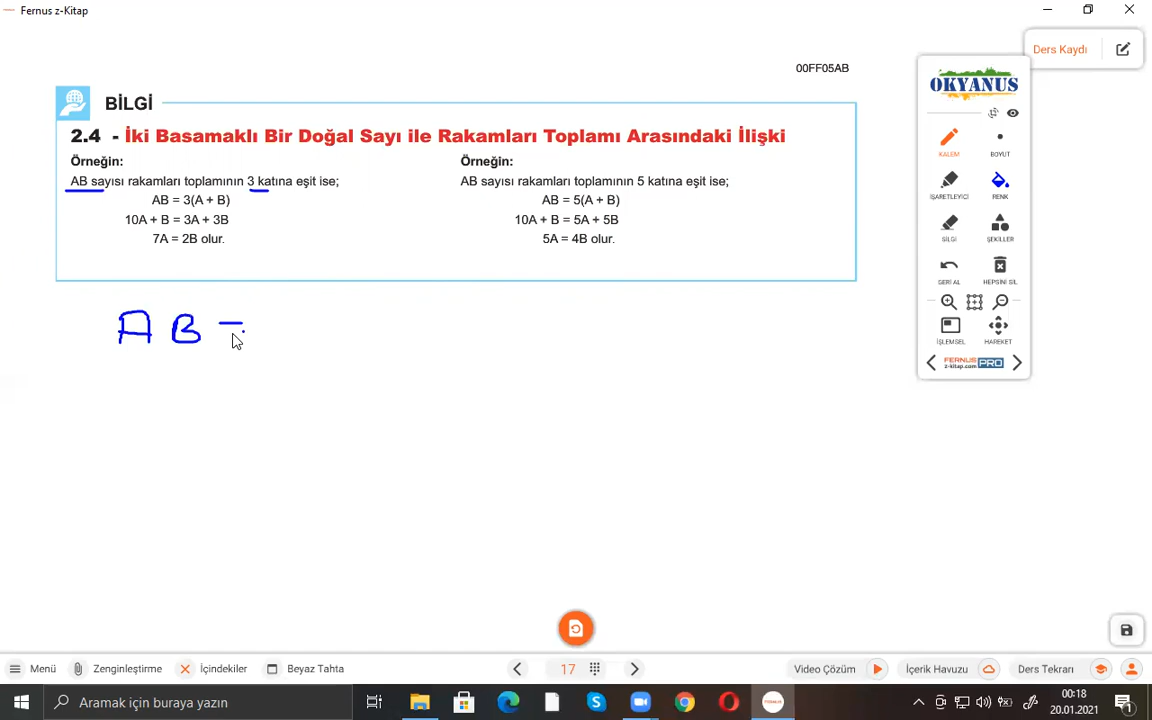 Fernus z-Kitap
Ders Kaydı
00FF05AB
OKYANUS
BİLGİ
2.4 - İki Basamaklı Bir Doğal Sayı ile Rakamları Toplamı Arasındaki İlişki
Örneğin:
AB sayısı rakamları toplamının 3 katına eşit ise;
AB = 3(A + B)
10A + B = 3A + 3B
7A = 2B olur.
Örneğin:
AB sayısı rakamları toplamının 5 katına eşit ise;
AB = 5(A + B)
10A + B = 5A + 5B
5A = 4B olur.
A B =
KALEM
BOYUT
İŞARETLEYİCİ
RENK
SİLGİ
ŞEKİLLER
GERİ AL
HEPSİNİ SİL
İŞLEMSEL
HAREKET
FERNUS PRO
z-kitap.com
Menü
Zenginleştirme
İçindekiler
Beyaz Tahta
17
Video Çözüm
İçerik Havuzu
Ders Tekrarı
Aramak için buraya yazın
00:18
20.01.2021
1